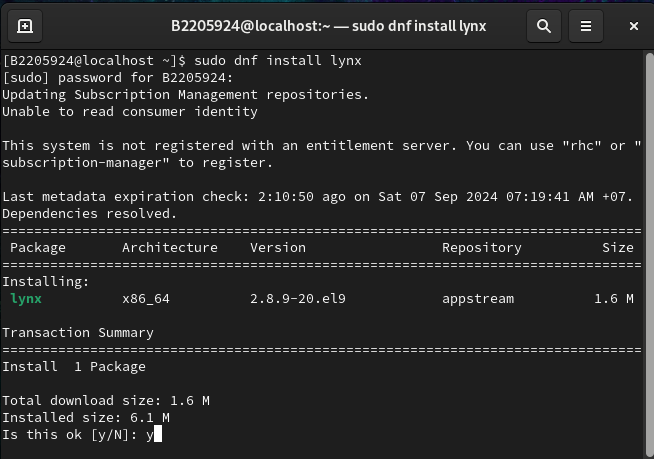 B2205924@localhost:~ — sudo dnf install lynx
[B2205924@localhost ~]$ sudo dnf install lynx
[sudo] password for B2205924:
Updating Subscription Management repositories.
Unable to read consumer identity
This system is not registered with an entitlement server. You can use "rhc" or "
subscription-manager" to register.
Last metadata expiration check: 2:10:50 ago on Sat 07 Sep 2024 07:19:41 AM +07.
Dependencies resolved.
================================================================================
Package Architecture Version Repository Size
================================================================================
Installing:
lynx x86_64 2.8.9-20.el9 appstream 1.6 M
Transaction Summary
================================================================================
Install 1 Package
Total download size: 1.6 M
Installed size: 6.1 M
Is this ok [y/N]: y